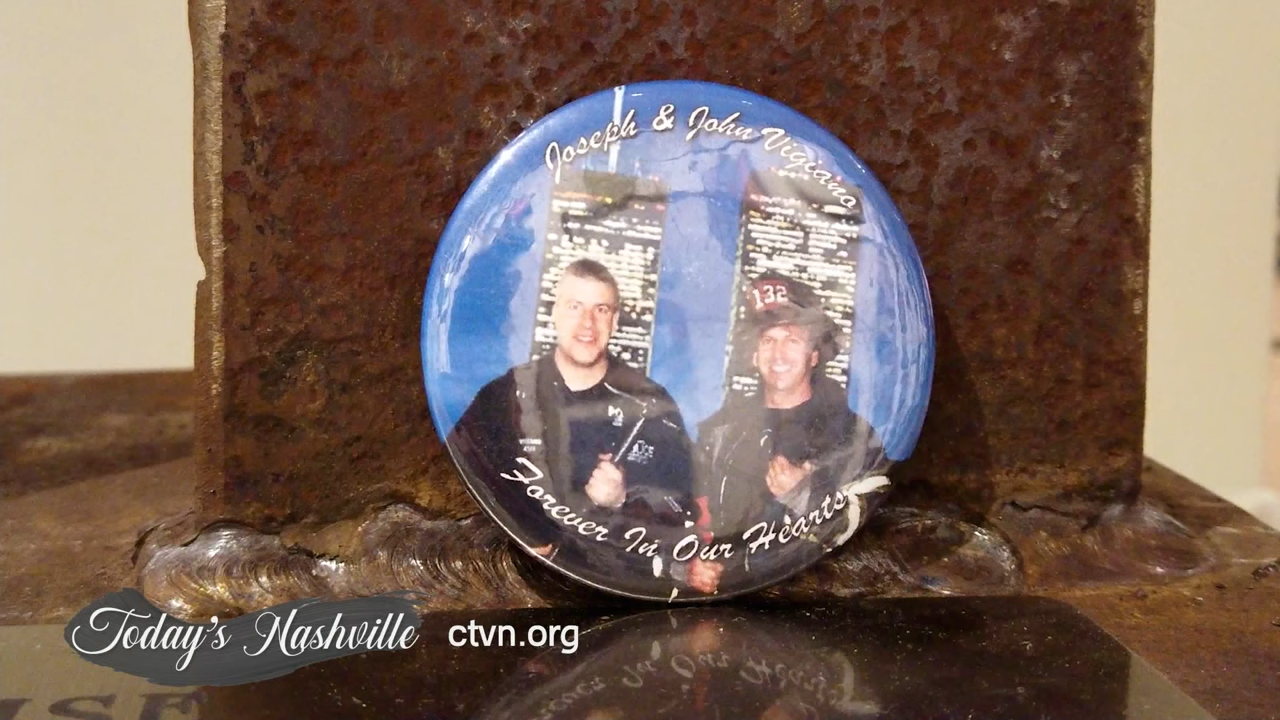 Joseph & John Vigiano
132
Forever In Our Hearts
Today's Nashville
ctvn.org